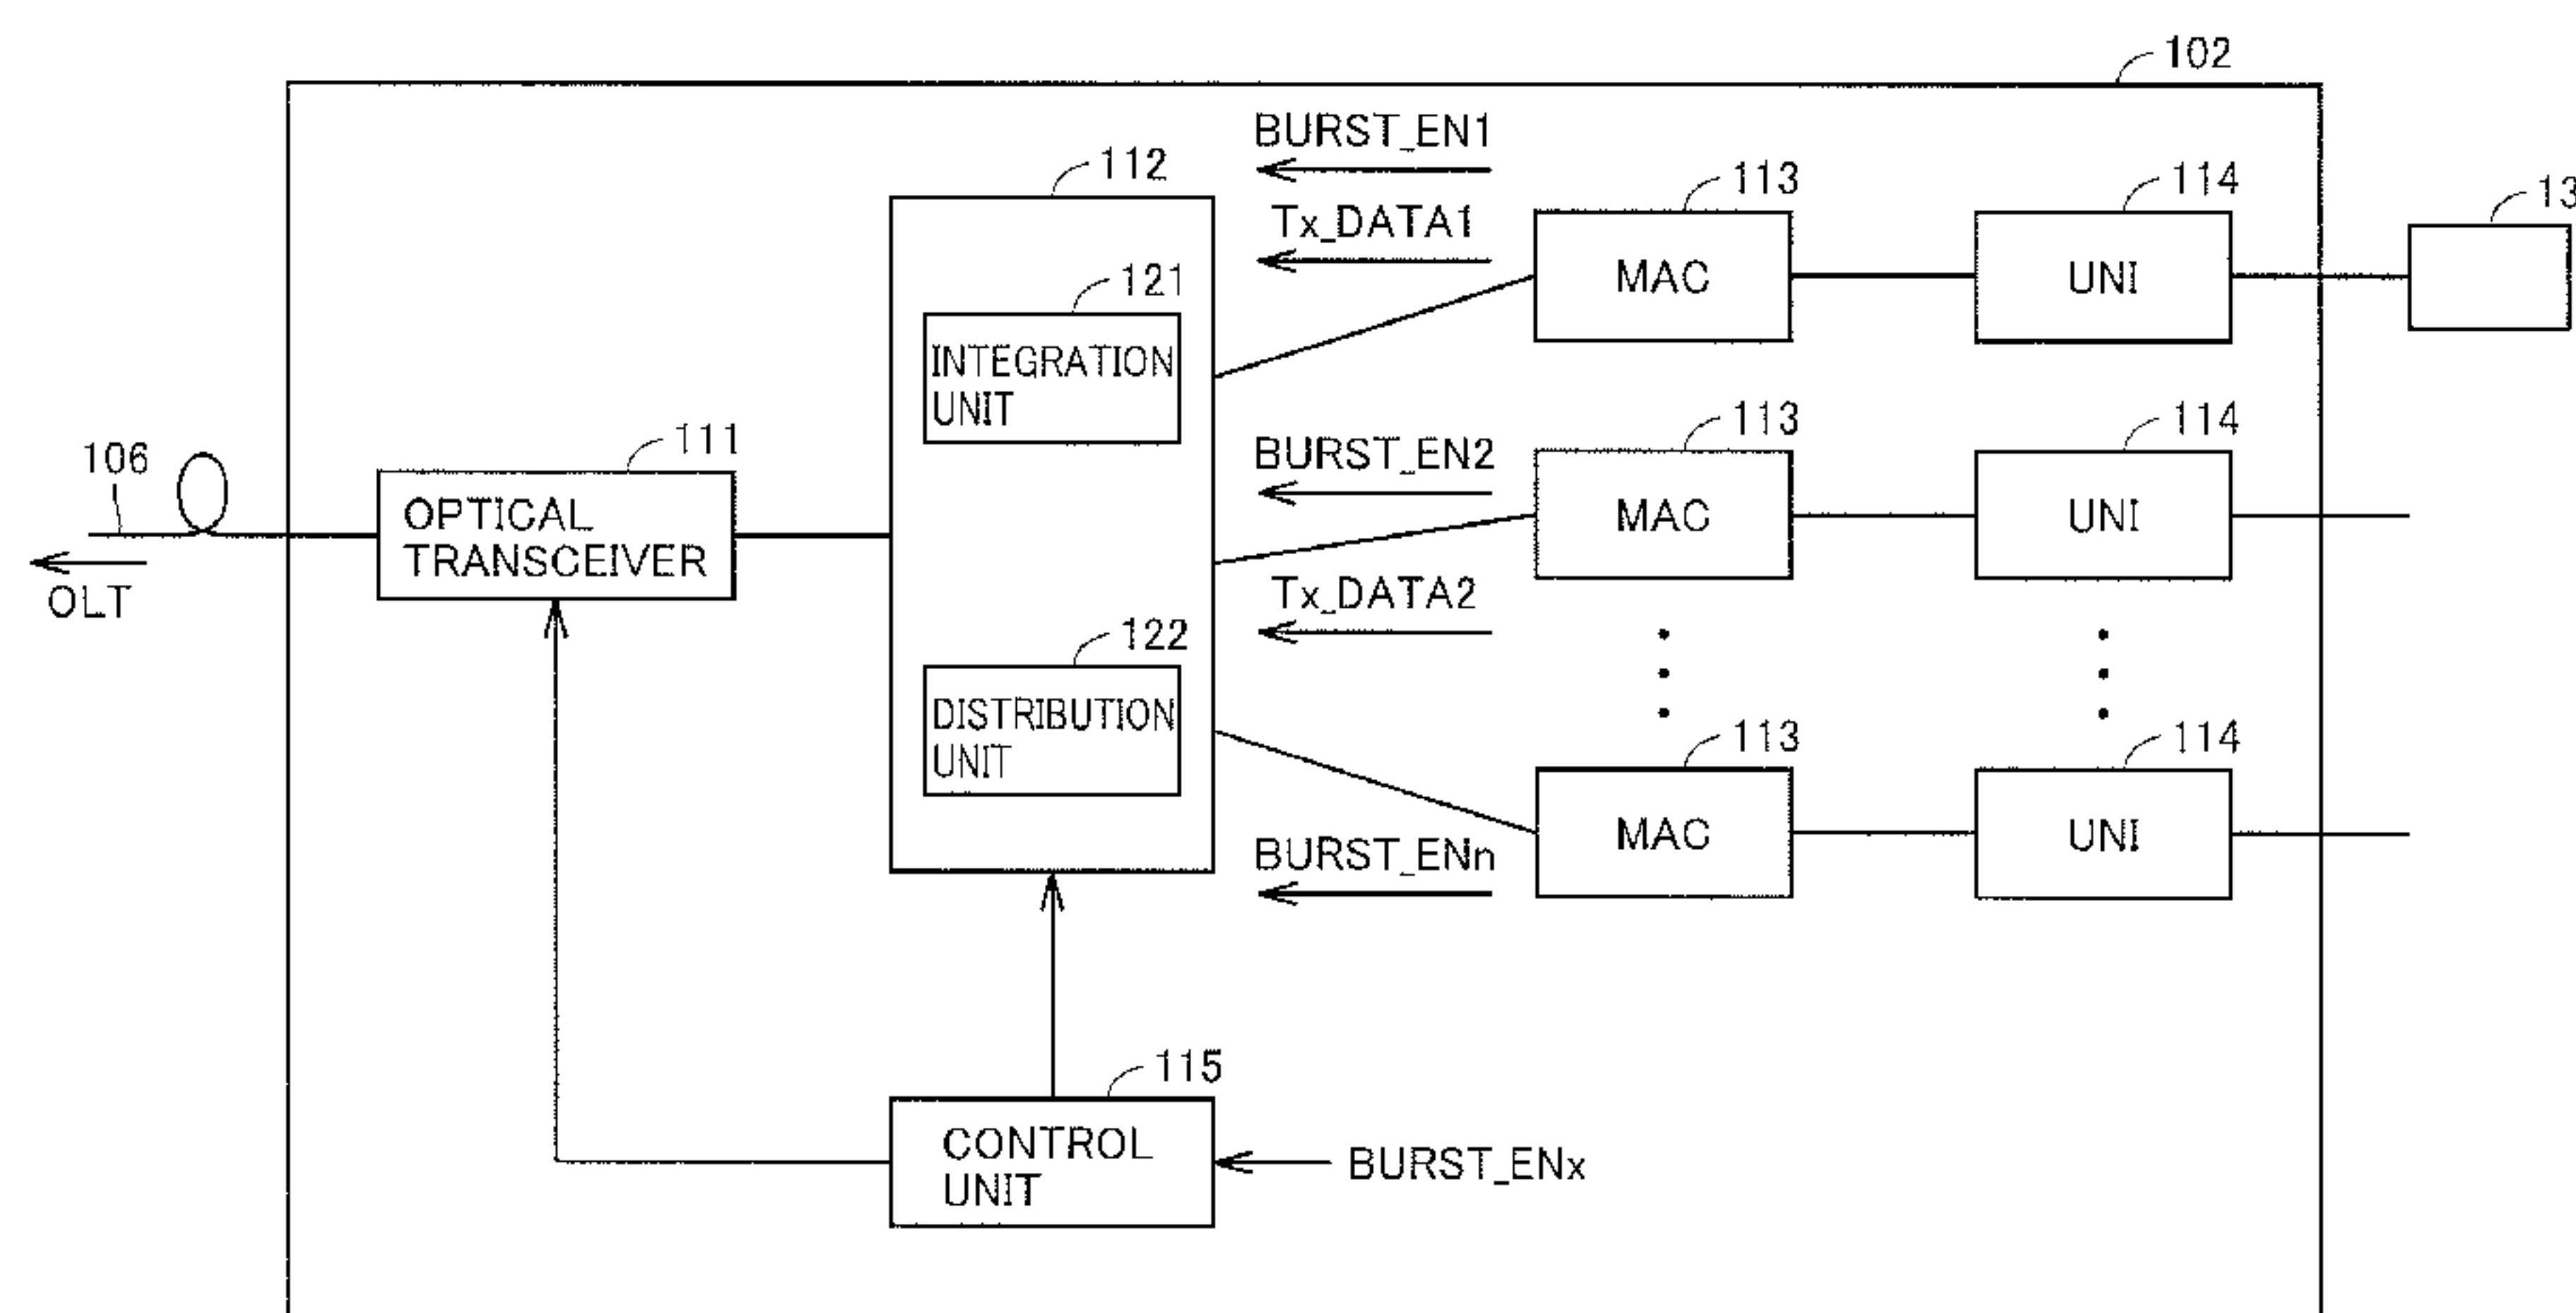 102
BURST_EN1
112
113
114
13
Tx_DATA1
121
MAC
UNI
INTEGRATION
UNIT
113
114
106
111
BURST_EN2
OPTICAL
TRANSCEIVER
MAC
UNI
OLT
Tx_DATA2
122
DISTRIBUTION
UNIT
113
114
MAC
UNI
BURST_ENn
115
CONTROL
UNIT
BURST_ENx